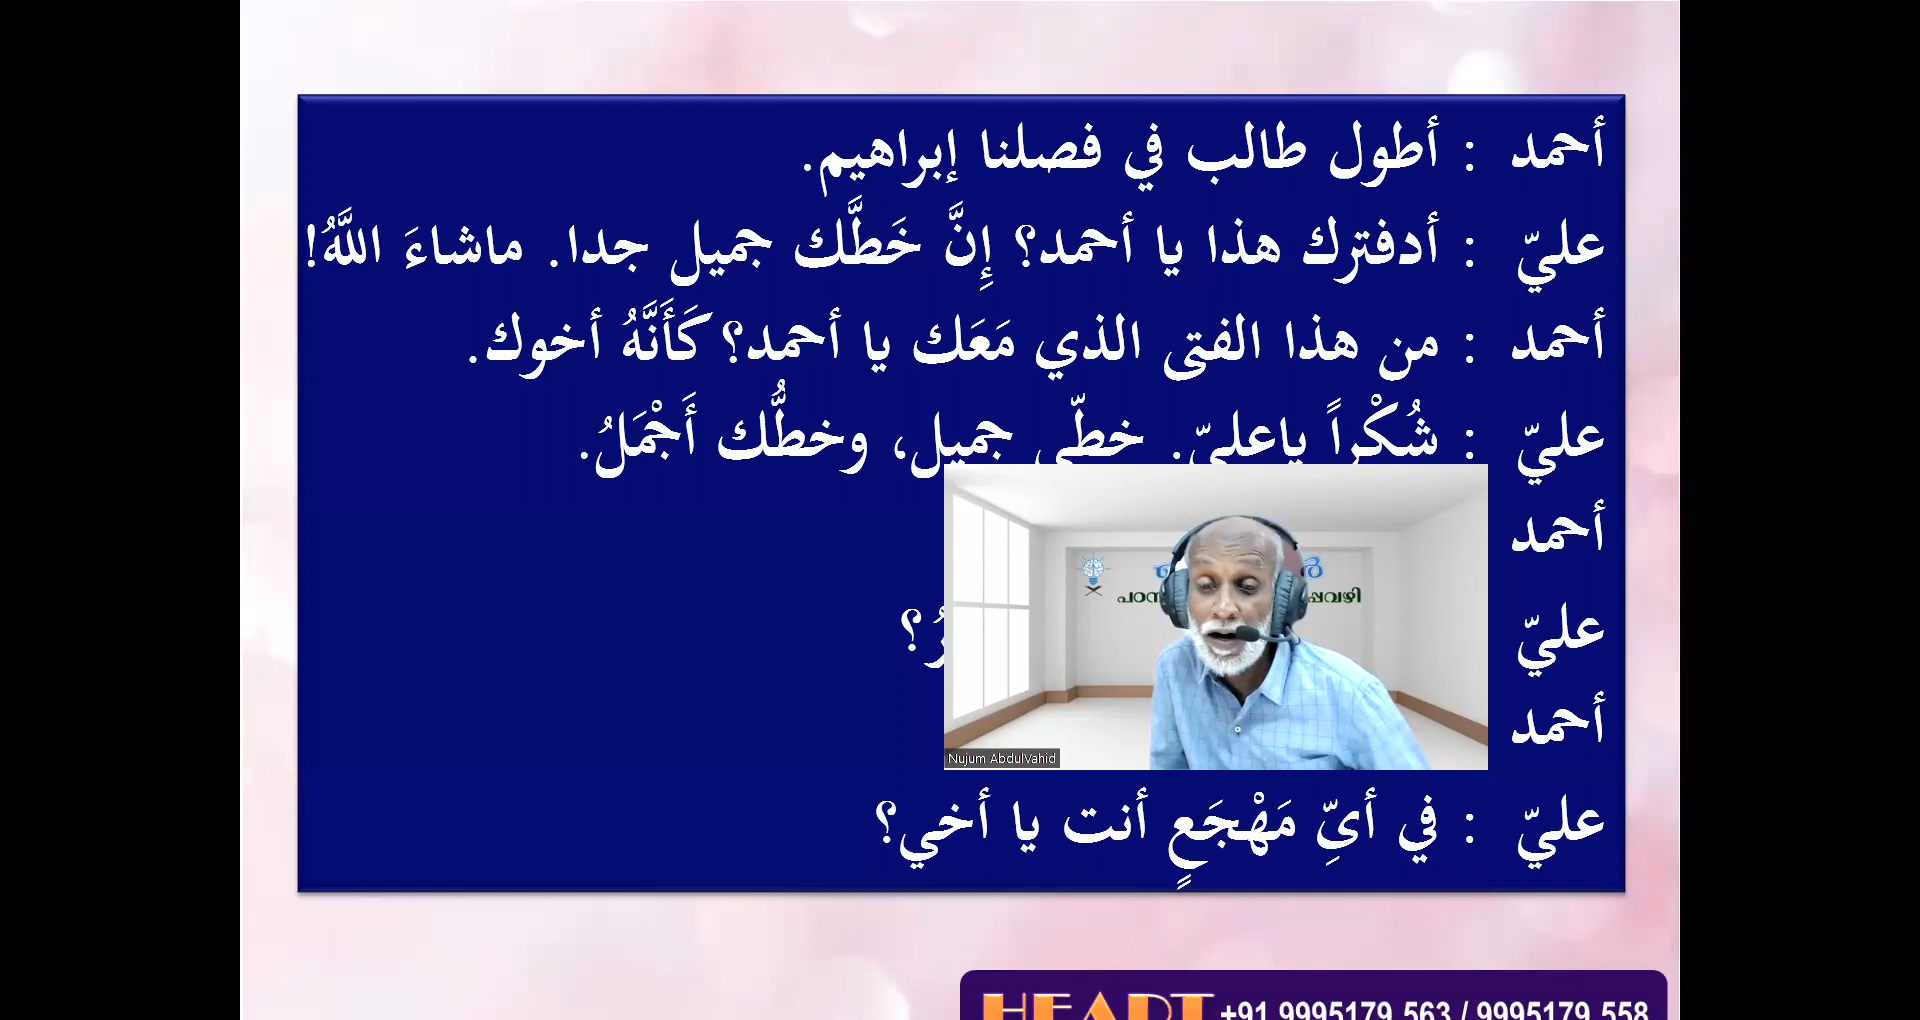 أحمد : أطول طالب في فصلنا إبراهيم.
عليّ : أدفترك هذا يا أحمد؟ إِنَّ خَطَّك جميل جدا. ماشاءَ اللَّهُ!
أحمد : من هذا الفتى الذي مَعَك يا أحمد؟ كَأَنَّهُ أخوك.
عليّ : شُكْراً ياعليّ. خطّي جميل، وخطُّك أَجْمَلُ.
أحمد
عليّ ؟
أحمد
عليّ : في أيِّ مَهْجَعٍ أنت يا أخي؟
Nujum AbdulVahid
HEART +91 9995179 563 / 9995179 558